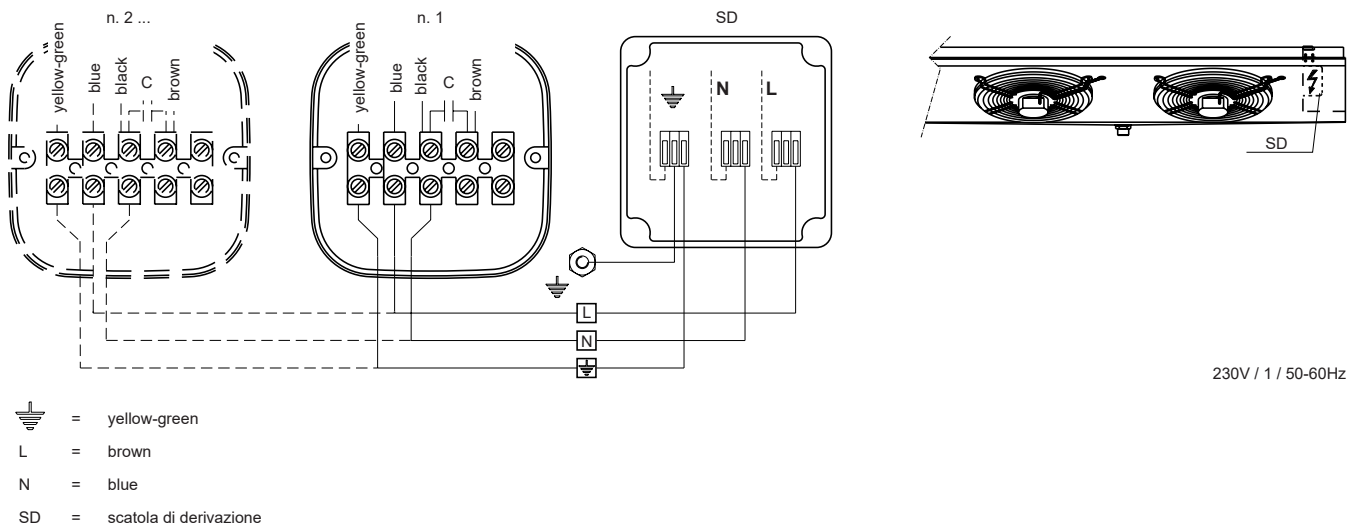 n. 2 ...
n. 1
SD
yellow-green
blue
black
C
brown
yellow-green
blue
black
C
brown
N
L
SD
L
N
230V / 1 / 50-60Hz
= yellow-green
L = brown
N = blue
SD = scatola di derivazione